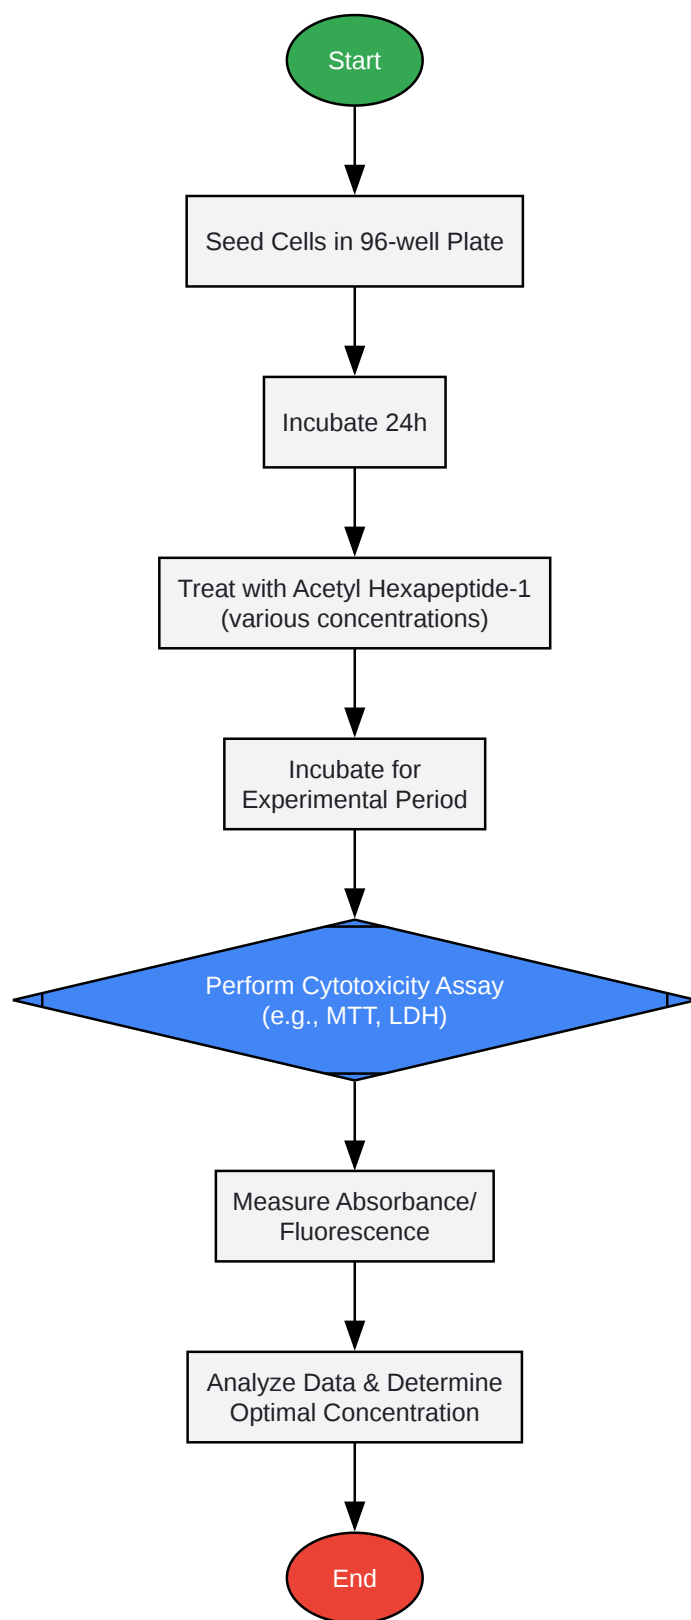 Start
Seed Cells in 96-well Plate
Incubate 24h
Treat with Acetyl Hexapeptide-1
(various concentrations)
Incubate for
Experimental Period
Perform Cytotoxicity Assay
(e.g., MTT, LDH)
Measure Absorbance/
Fluorescence
Analyze Data & Determine
Optimal Concentration
End